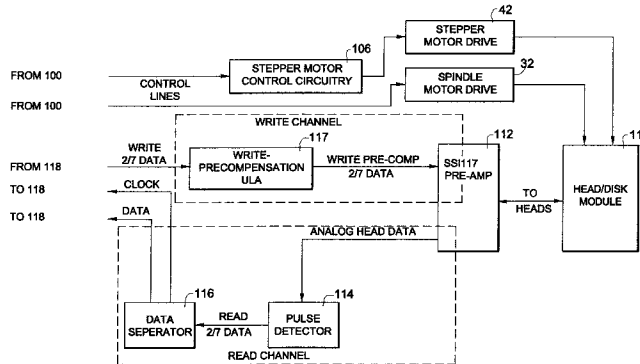 42
STEPPER
MOTOR DRIVE
106
STEPPER MOTOR
CONTROL CIRCUITRY
32
SPINDLE
MOTOR DRIVE
FROM 100
CONTROL
LINES
FROM 100
WRITE CHANNEL
117
WRITE-
PRECOMPENSATION
ULA
WRITE
2/7 DATA
FROM 118
WRITE PRE-COMP
2/7 DATA
112
SSI117
PRE-AMP
11
HEAD/DISK
MODULE
TO
HEADS
TO 118
CLOCK
TO 118
DATA
ANALOG HEAD DATA
116
DATA
SEPERATOR
READ
2/7 DATA
114
PULSE
DETECTOR
READ CHANNEL